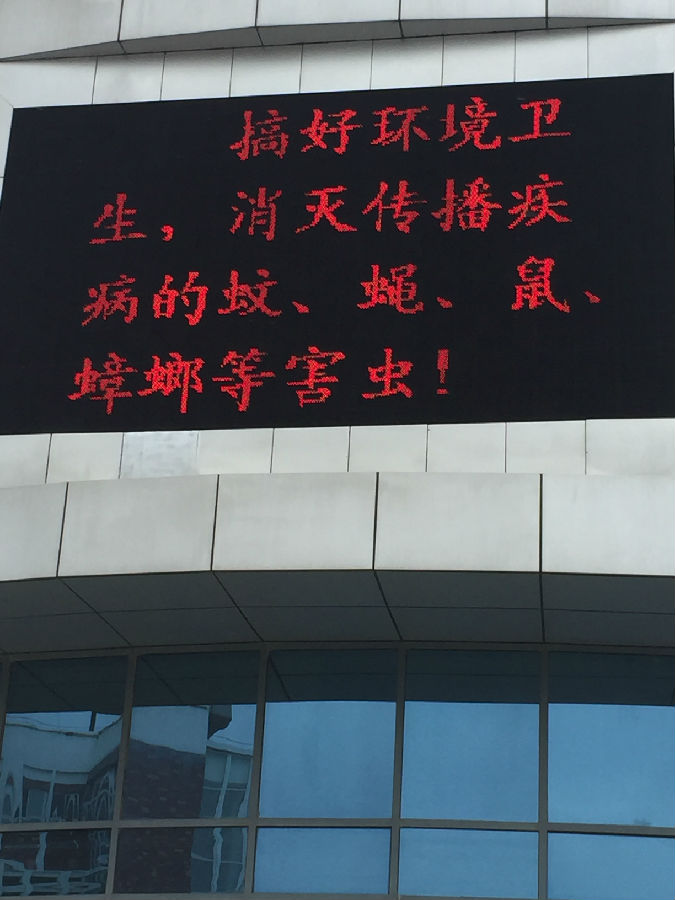 搞好环境卫
生，消灭传播疾
病的蚊、蝇、鼠、
蟑螂等害虫！